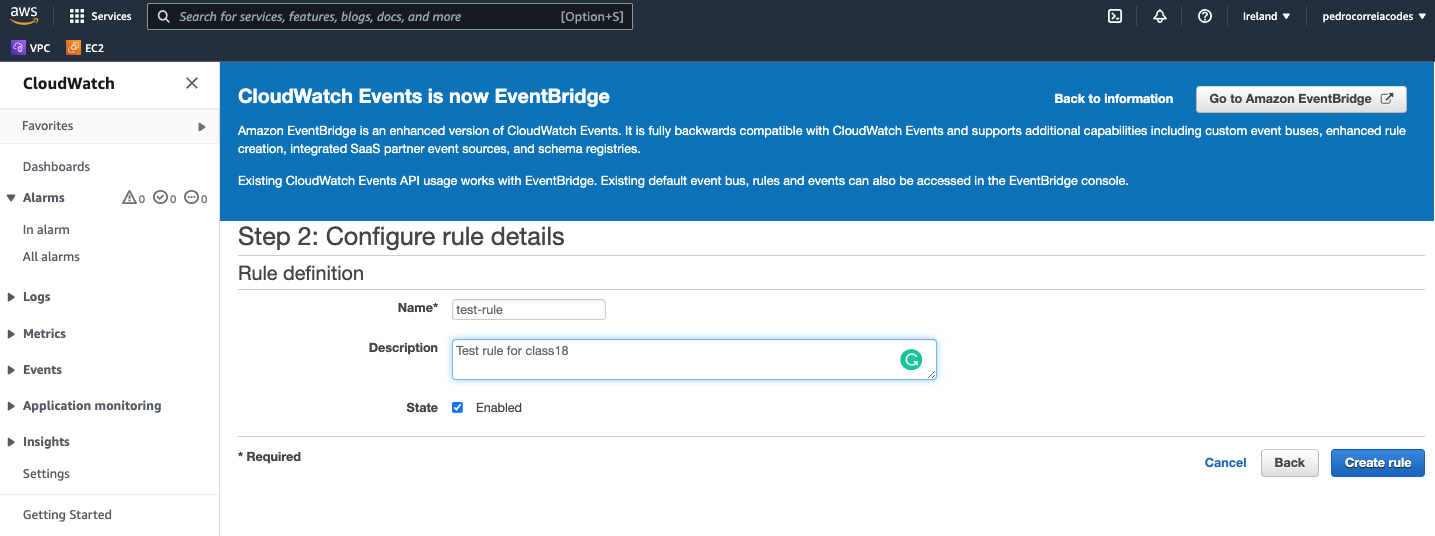 aws
Services
Search for services, features, blogs, docs, and more [Option+S]
Ireland
pedrocorreiacodes
VPC
EC2
CloudWatch
Favorites
Dashboards
Alarms 0 0 0
In alarm
All alarms
Logs
Metrics
Events
Application monitoring
Insights
Settings
Getting Started
CloudWatch Events is now EventBridge
Back to information
Go to Amazon EventBridge
Amazon EventBridge is an enhanced version of CloudWatch Events. It is fully backwards compatible with CloudWatch Events and supports additional capabilities including custom event buses, enhanced rule
creation, integrated SaaS partner event sources, and schema registries.
Existing CloudWatch Events API usage works with EventBridge. Existing default event bus, rules and events can also be accessed in the EventBridge console.
Step 2: Configure rule details
Rule definition
Name* test-rule
Description Test rule for class18
State Enabled
* Required
Cancel
Back
Create rule